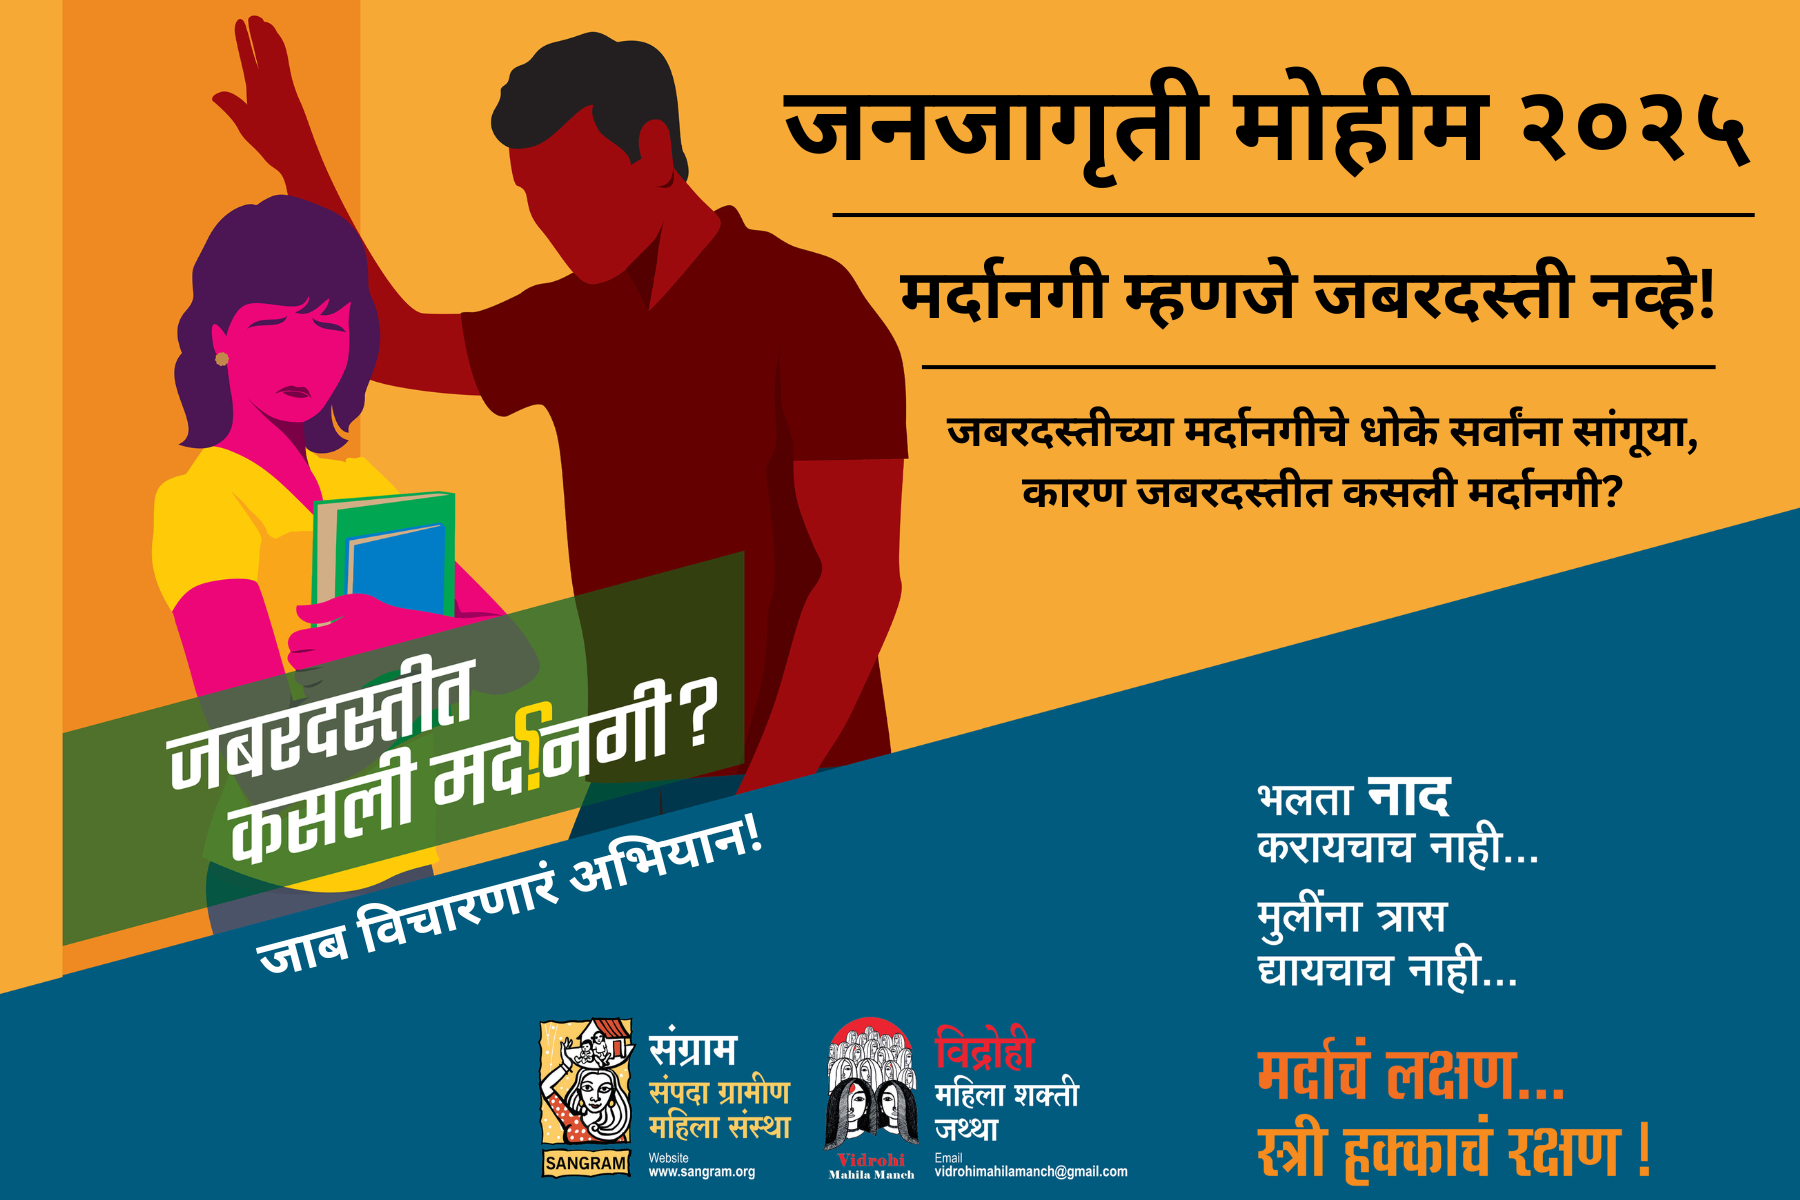 जनजागृती मोहीम २०२५
मर्दानगी म्हणजे जबरदस्ती नव्हे!
जबरदस्तीच्या मर्दानगीचे धोके सर्वांना सांगूया,
कारण जबरदस्तीत कसली मर्दानगी?
जबरदस्तीत
कसली मर्दानगी?
जाब विचारणारं अभियान!
भलता नाद
करायचाच नाही...
मुलींना त्रास
द्यायचाच नाही...
मर्दाचं लक्षण...
स्त्री हक्काचं रक्षण !
SANGRAM
संग्राम
संपदा ग्रामीण
महिला संस्था
Website
www.sangram.org
Vidrohi
Mahila Manch
विद्रोही
महिला शक्ती
जथ्था
Email
vidrohimahilamanch@gmail.com